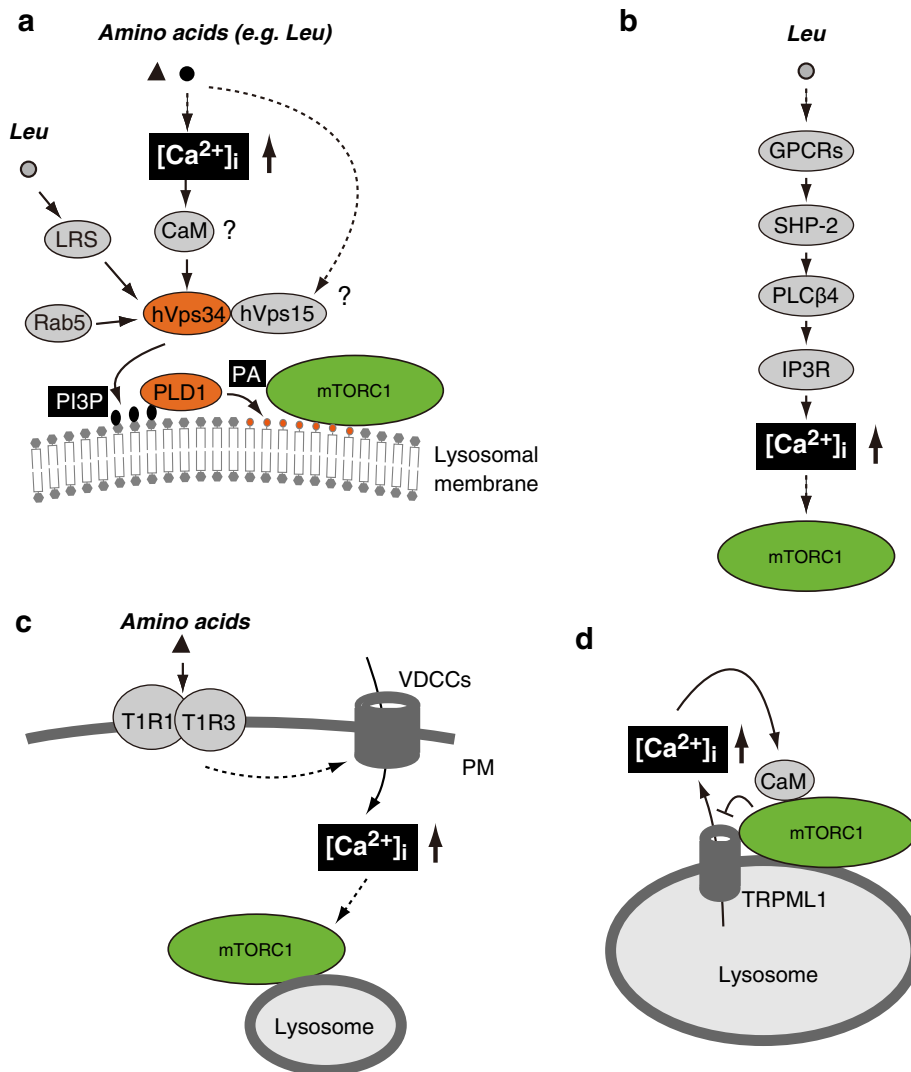 a
Amino acids (e.g. Leu)
[Ca2+]i
Leu
CaM ?
LRS
?
Rab5
hVps34 hVps15
PA
PI3P
PLD1
mTORC1
Lysosomal
membrane
b
Leu
GPCRs
SHP-2
PLCβ4
IP3R
[Ca2+]i
mTORC1
c
Amino acids
VDCCs
T1R1 T1R3
PM
[Ca2+]i
mTORC1
Lysosome
d
[Ca2+]i
CaM
mTORC1
TRPML1
Lysosome